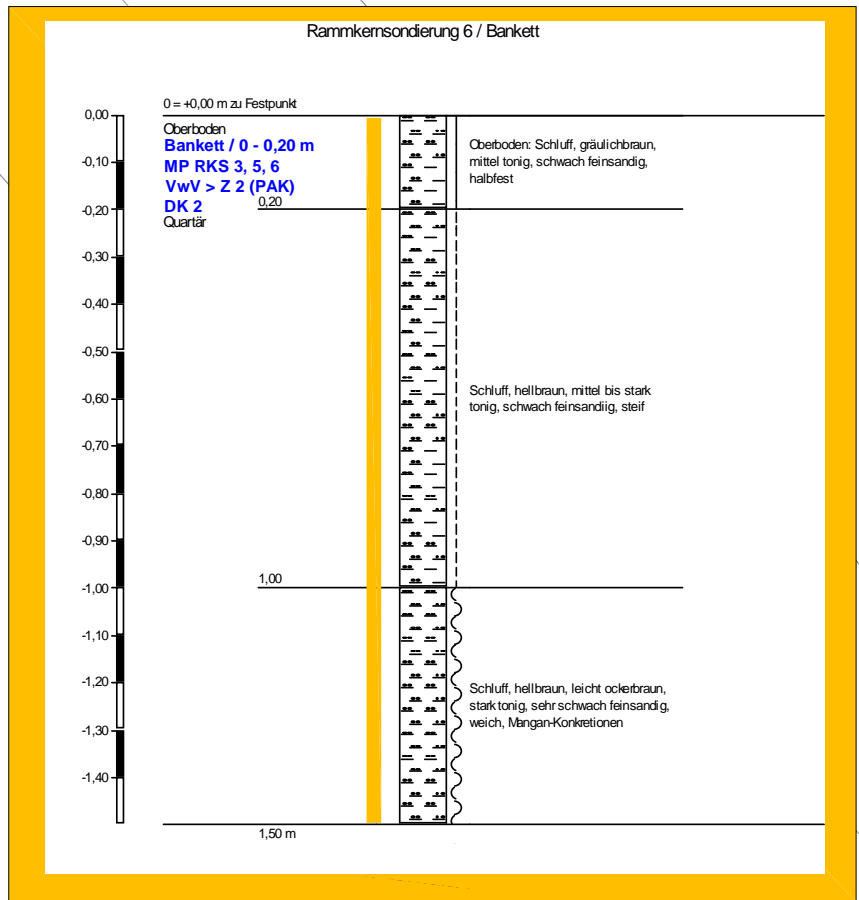 Rammkernsondierung 6 / Bankett
0 = +0,00 m zu Festpunkt
0,00
Oberboden
Bankett / 0 - 0,20 m
MP RKS 3, 5, 6
VwV > Z 2 (PAK)
DK 2
0,20
Quartär
Oberboden: Schluff, gräulichbraun,
mittel tonig, schwach feinsandig,
halbfest
-0,10
-0,20
-0,30
-0,40
-0,50
-0,60
-0,70
-0,80
-0,90
-1,00
-1,10
-1,20
-1,30
-1,40
Schluff, hellbraun, mittel bis stark
tonig, schwach feinsandiig, steif
1,00
Schluff, hellbraun, leicht ockerbraun,
stark tonig, sehr schwach feinsandig,
weich, Mangan-Konkretionen
1,50 m